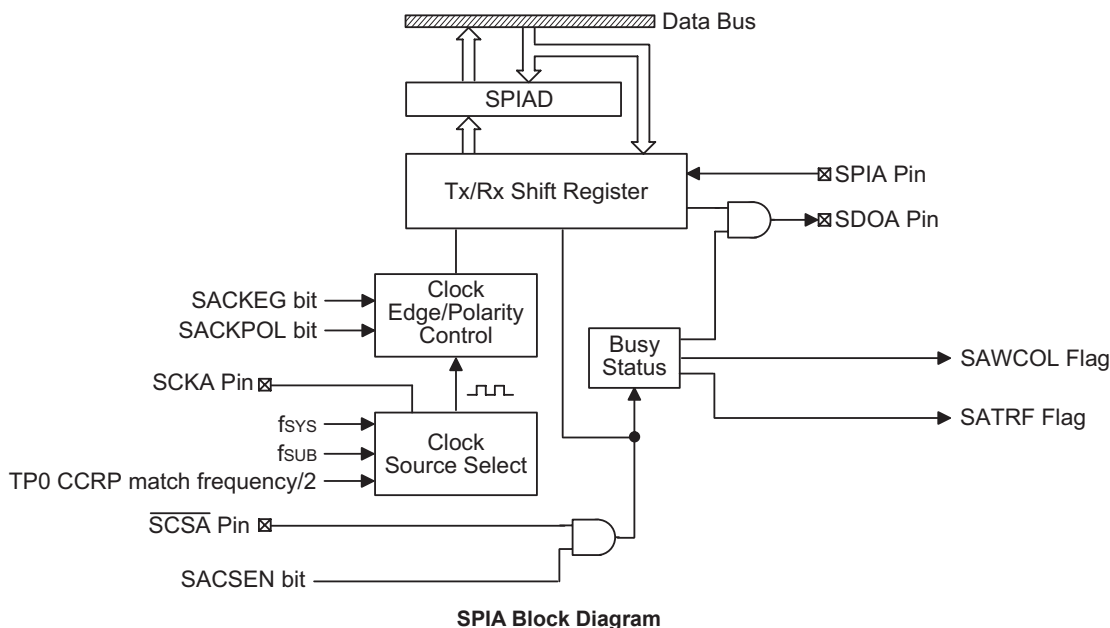 Data Bus
SPIAD
Tx/Rx Shift Register
SPIA Pin
SDOA Pin
SACKEG bit
SACKPOL bit
Clock
Edge/Polarity
Control
Busy
Status
SAWCOL Flag
SATRF Flag
SCKA Pin
fSYS
fSUB
TP0 CCRP match frequency/2
Clock
Source Select
S̅C̅S̅A̅ Pin
SACSEN bit
SPIA Block Diagram